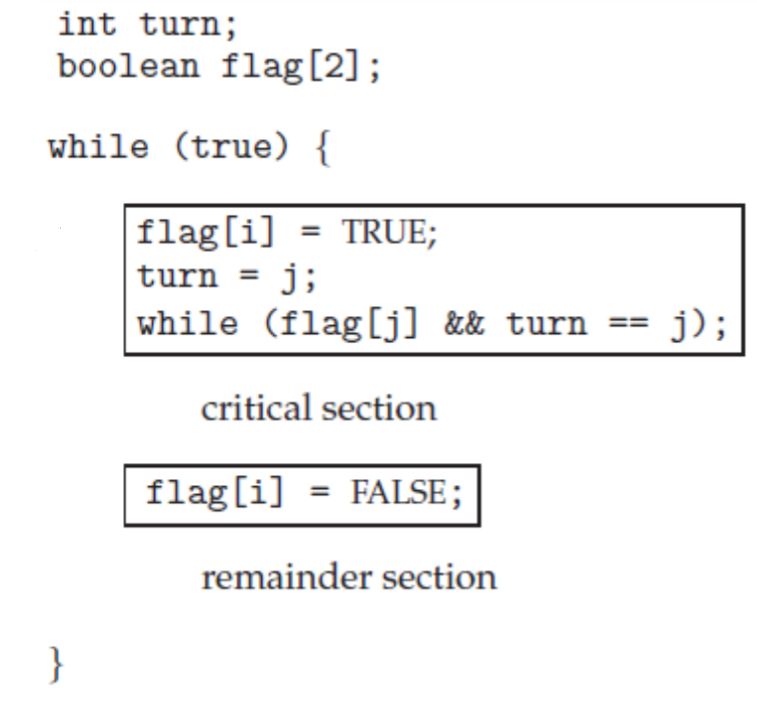 int turn;
boolean flag[2];
while (true) {
flag[i] = TRUE;
turn = j;
while (flag[j] && turn == j);
critical section
flag[i] = FALSE;
remainder section
}